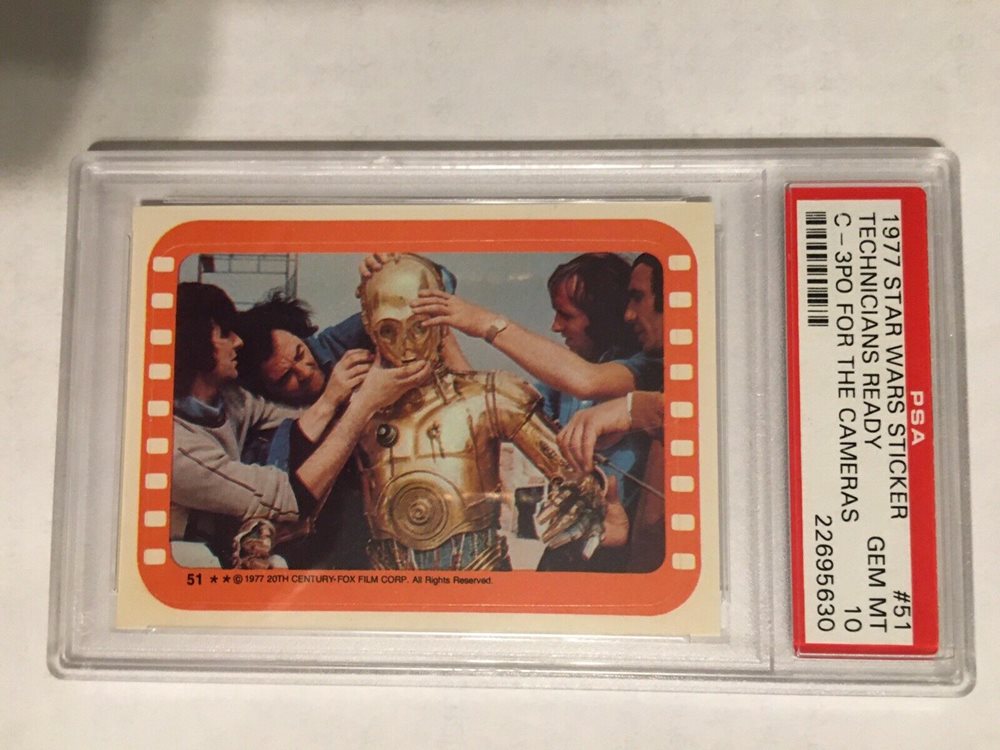 51 ★★ © 1977 20TH CENTURY-FOX FILM CORP. All Rights Reserved.
PSA
1977 STAR WARS STICKER #51
TECHNICIANS READY GEM MT
C-3PO FOR THE CAMERAS 10
22695630